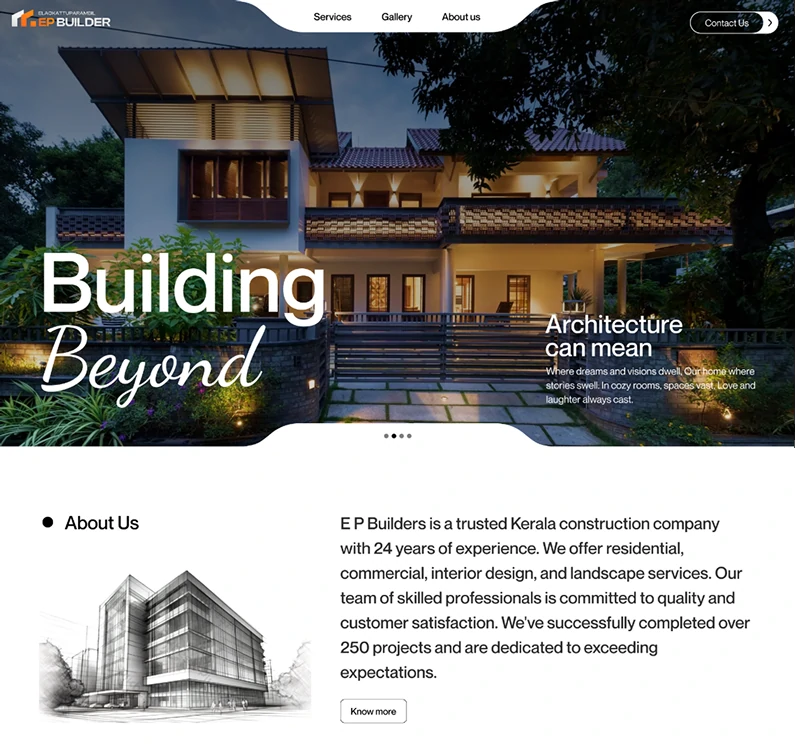 Services Gallery About us
EP BUILDER
Contact Us
Building
Beyond
Architecture
can mean
Where dreams and visions dwell, Our home where
stories swell. In cozy rooms, spaces vast, Love and
laughter always cast.
About Us
E P Builders is a trusted Kerala construction company
with 24 years of experience. We offer residential,
commercial, interior design, and landscape services. Our
team of skilled professionals is committed to quality and
customer satisfaction. We've successfully completed over
250 projects and are dedicated to exceeding
expectations.
Know more